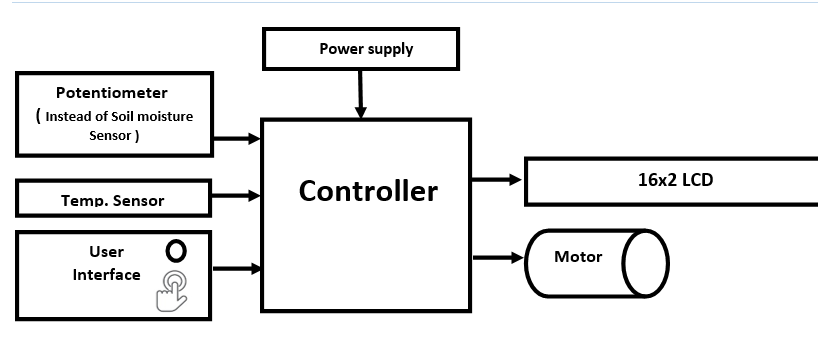 Power supply
Potentiometer
( Instead of Soil moisture
Sensor )
Controller
16x2 LCD
Temp. Sensor
User
Interface
Motor